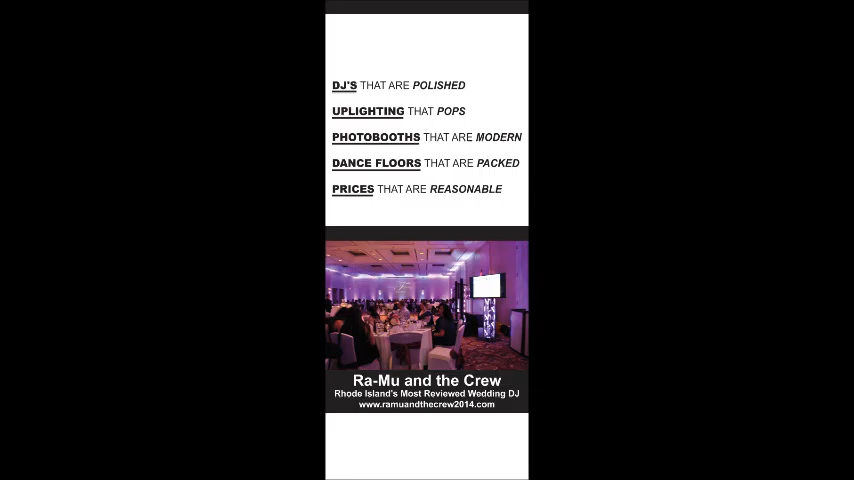 DJ'S THAT ARE POLISHED
UPLIGHTING THAT POPS
PHOTOBOOTHS THAT ARE MODERN
DANCE FLOORS THAT ARE PACKED
PRICES THAT ARE REASONABLE
Ra-Mu and the Crew
Rhode Island's Most Reviewed Wedding DJ
www.ramuandthecrew2014.com